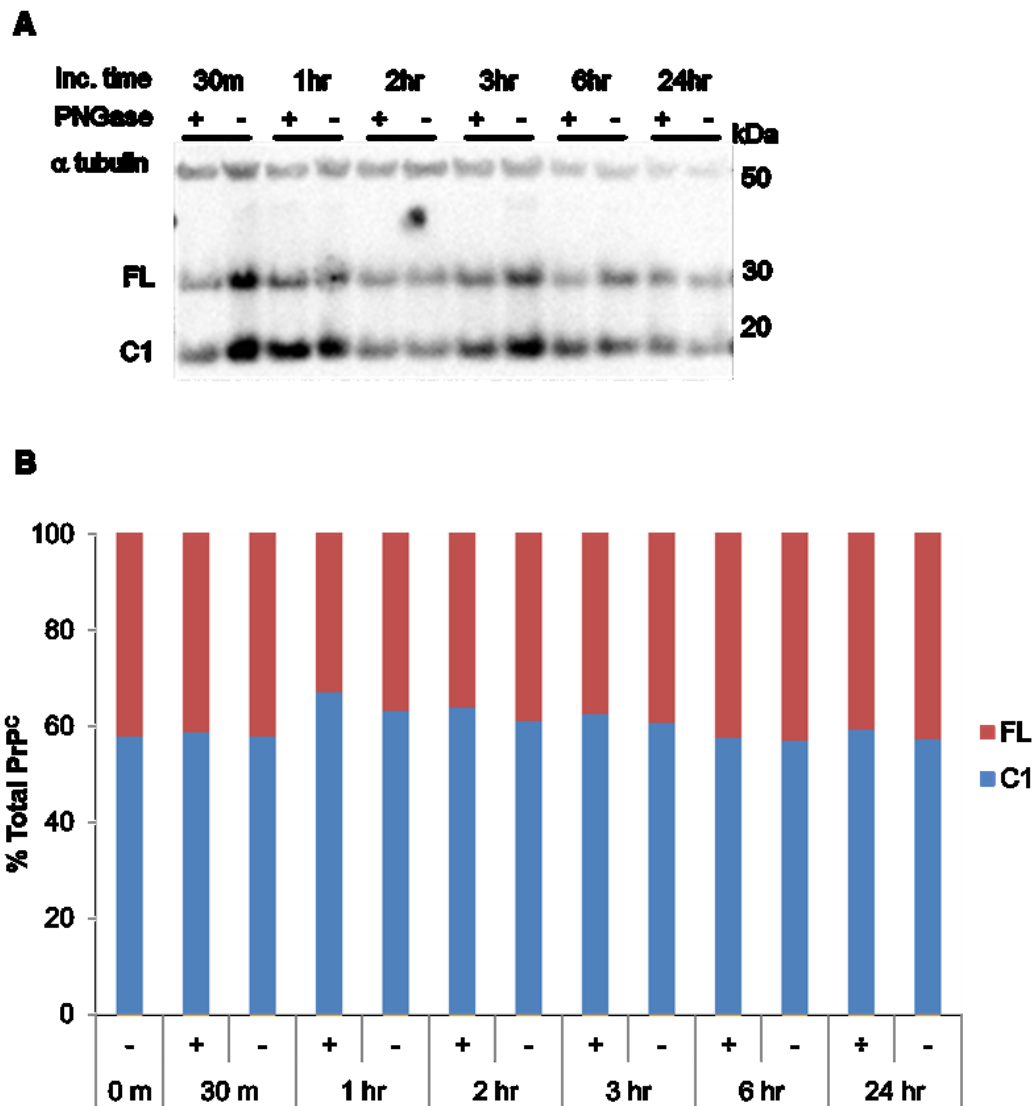 A
Inc. time 30m 1hr 2hr 3hr 6hr 24hr
PNGase + - + - + - + - + - + -
kDa
α tubulin 50
FL 30
20
C1
B
100
80
60
40
20
0
% Total PrPᶜ
FL
C1
- + - + - + - + - + - ‡ -
0 m 30 m 1 hr 2 hr 3 hr 6 hr 24 hr